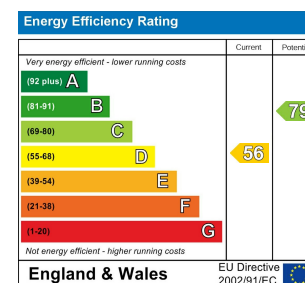 Energy Efficiency Rating
Current
Very energy efficient - lower running costs
(92 plus) A
(81-91) B
79
(69-80) C
(55-68) D
56
(39-54) E
(21-38) F
(1-20) G
Not energy efficient - higher running costs
England & Wales
EU Directive
2002/91/EC